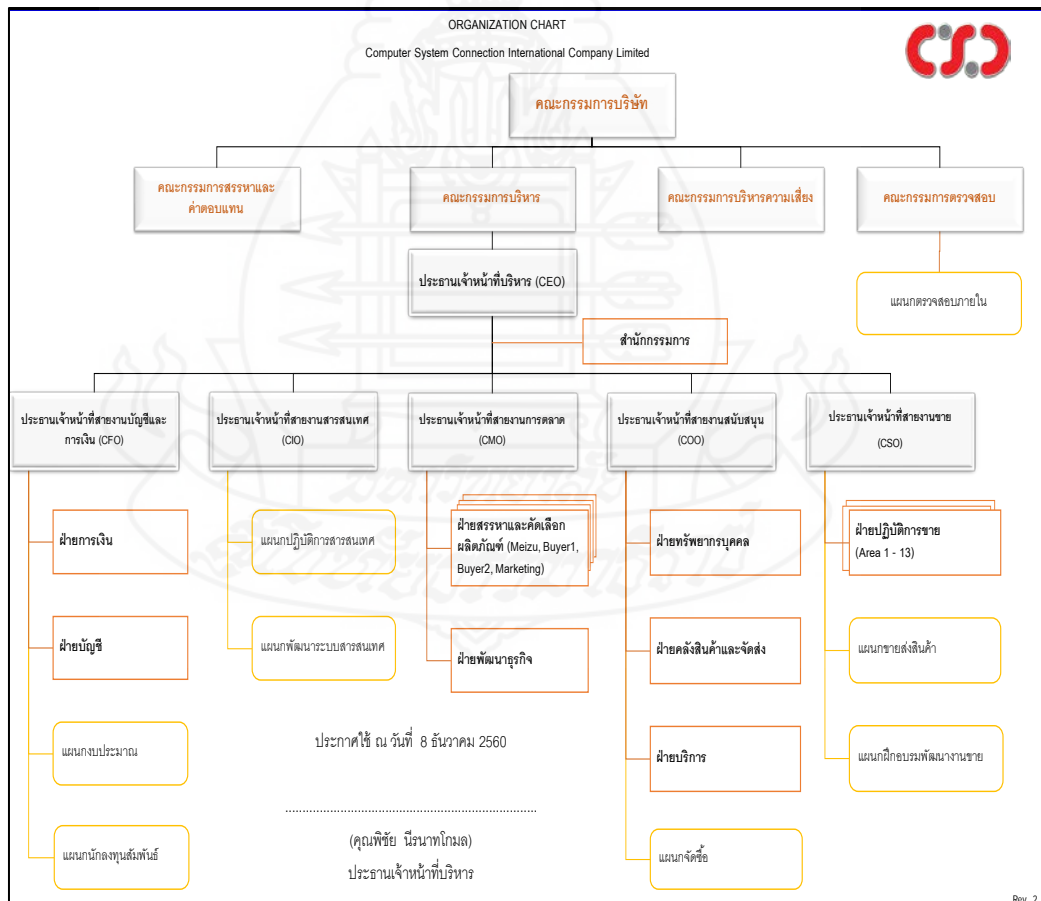 ORGANIZATION CHART
Computer System Connection International Company Limited
คณะกรรมการบริษัท
คณะกรรมการสรรหาและ
ค่าตอบแทน
คณะกรรมการบริหาร
คณะกรรมการบริหารความเสี่ยง
คณะกรรมการตรวจสอบ
ประธานเจ้าหน้าที่บริหาร (CEO)
แผนกตรวจสอบภายใน
สำนักกรรมการ
ประธานเจ้าหน้าที่สายงานบัญชีและ
การเงิน (CFO)
ประธานเจ้าหน้าที่สายงานสารสนเทศ
(CIO)
ประธานเจ้าหน้าที่สายงานการตลาด
(CMO)
ประธานเจ้าหน้าที่สายงานสนับสนุน
(COO)
ประธานเจ้าหน้าที่สายงานขาย
(CSO)
ฝ่ายการเงิน
แผนกปฏิบัติการสารสนเทศ
ฝ่ายสรรหาและคัดเลือก
ผลิตภัณฑ์ (Meizu, Buyer1,
Buyer2, Marketing)
ฝ่ายทรัพยากรบุคคล
ฝ่ายปฏิบัติการขาย
(Area 1 - 13)
ฝ่ายบัญชี
แผนกพัฒนาระบบสารสนเทศ
ฝ่ายพัฒนาธุรกิจ
ฝ่ายคลังสินค้าและจัดส่ง
แผนกขายส่งสินค้า
แผนกงบประมาณ
ฝ่ายบริการ
แผนกฝึกอบรมพัฒนางานขาย
แผนกนักลงทุนสัมพันธ์
แผนกจัดซื้อ
ประกาศใช้ ณ วันที่ 8 ธันวาคม 2560
(คุณพิชัย นีรนาทโกมล)
ประธานเจ้าหน้าที่บริหาร
Rev. 2